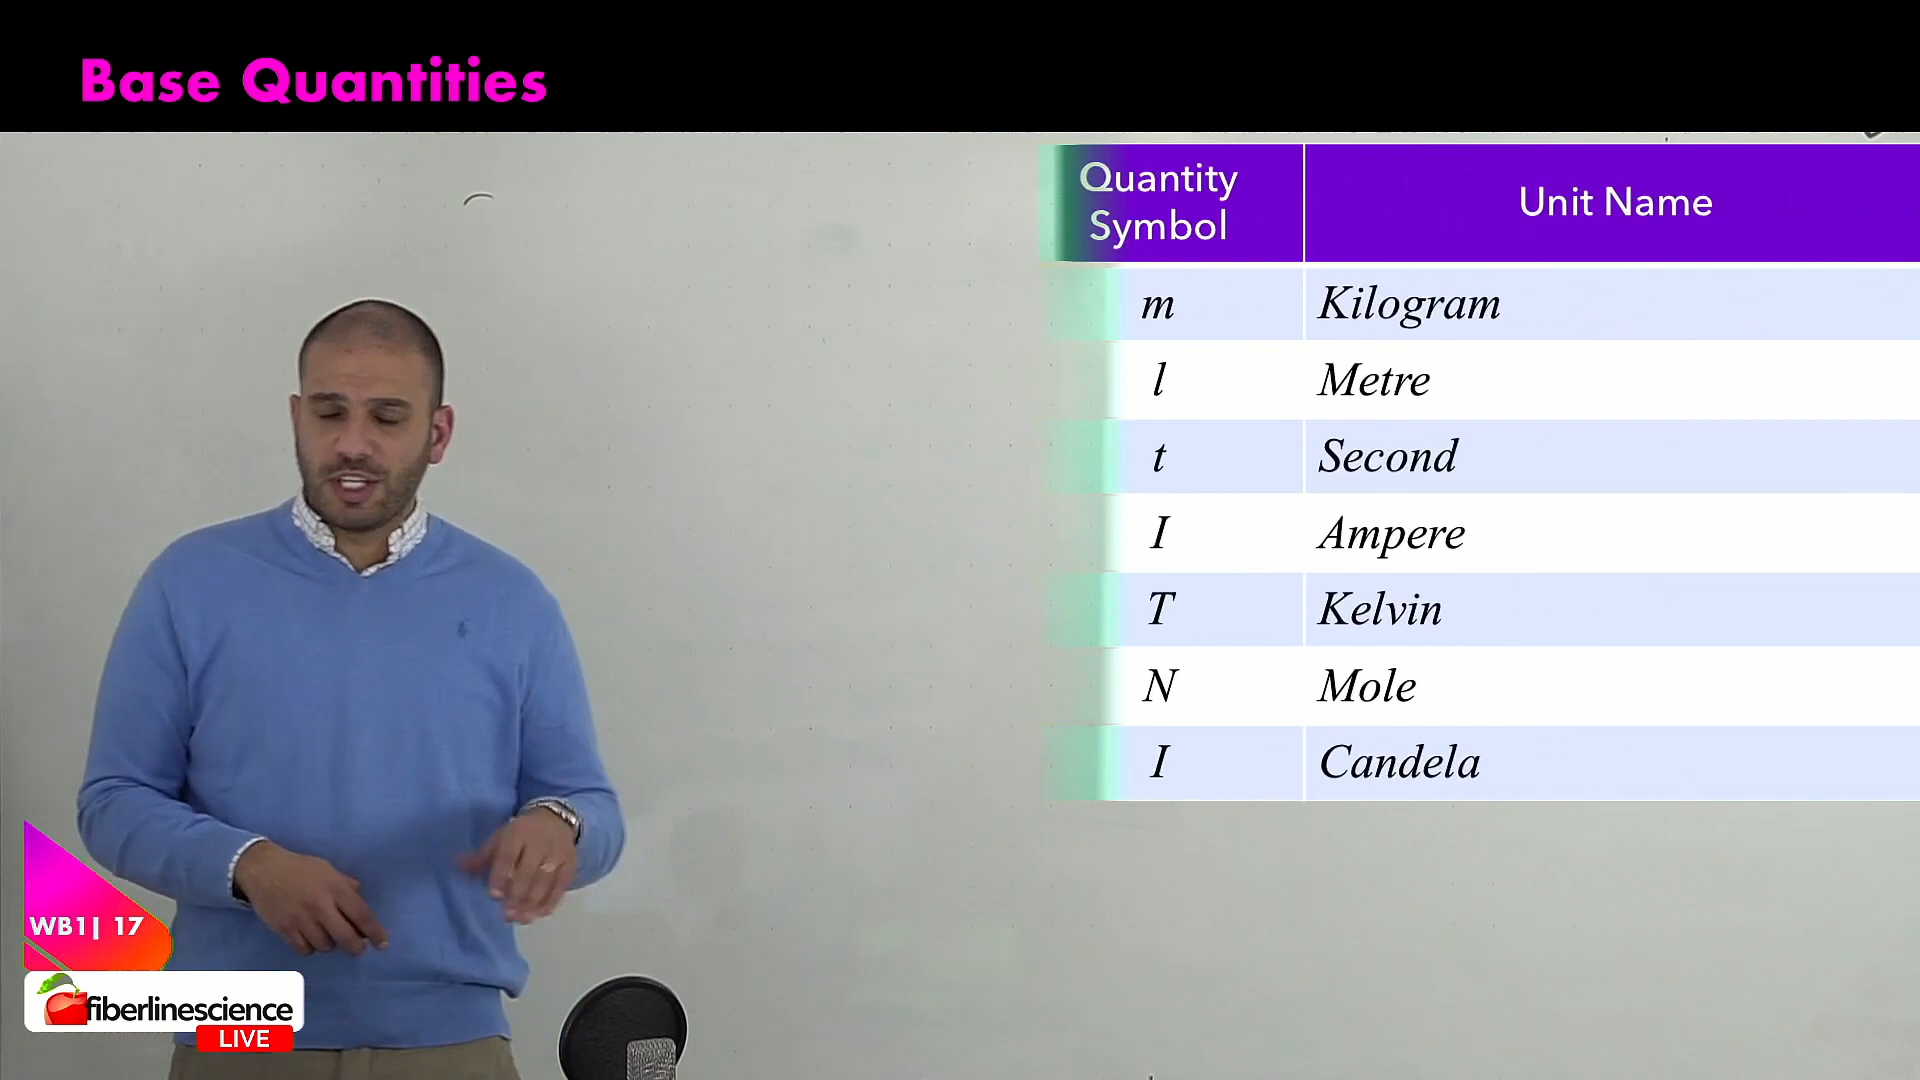 Base Quantities
Quantity Symbol
Unit Name
m Kilogram
l Metre
t Second
I Ampere
T Kelvin
N Mole
I Candela
WB1| 17
fiberlinescience
LIVE